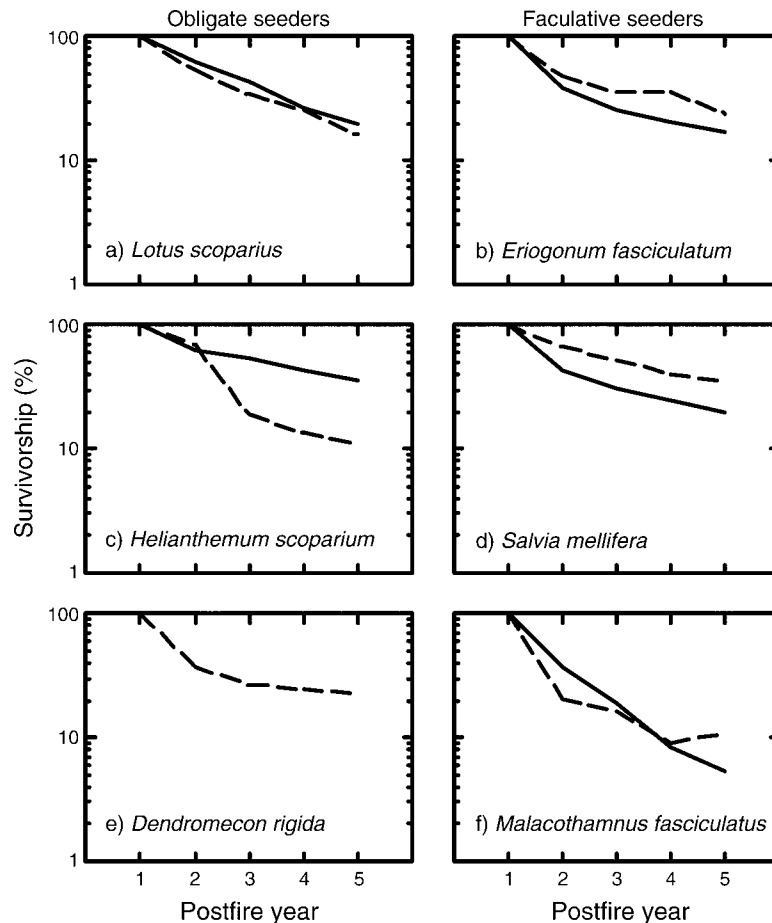 Obligate seeders
Faculative seeders
Survivorship (%)
100
10
1
a) Lotus scoparius
b) Eriogonum fasciculatum
100
10
1
c) Helianthemum scoparium
d) Salvia mellifera
100
10
1
e) Dendromecon rigida
f) Malacothamnus fasciculatus
1 2 3 4 5
1 2 3 4 5
Postfire year
Postfire year